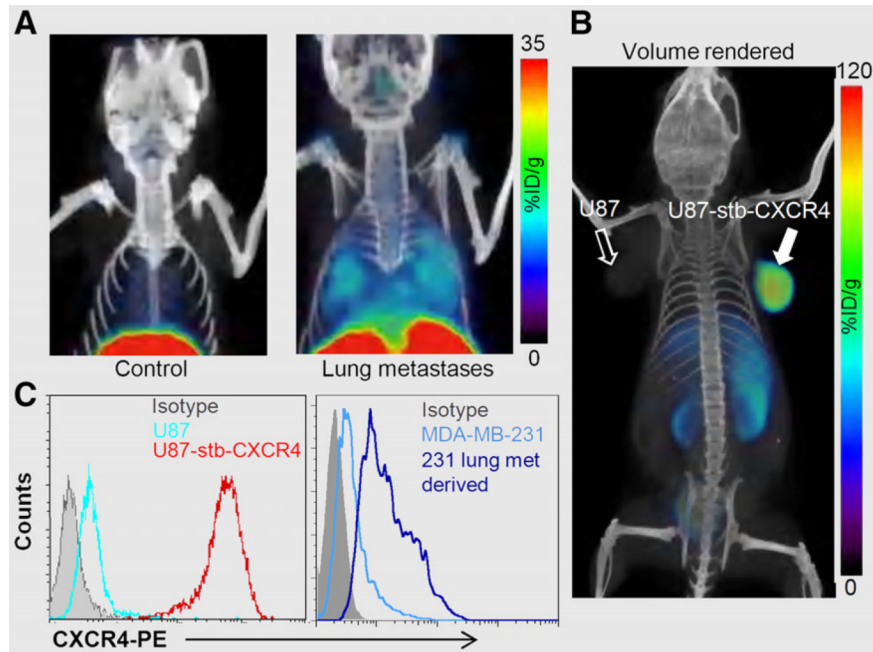 A
35
%ID/g
0
Control
Lung metastases
B
Volume rendered
120
U87
U87-stb-CXCR4
%ID/g
0
C
Counts
Isotype
U87
U87-stb-CXCR4
Isotype
MDA-MB-231
231 lung met
derived
CXCR4-PE